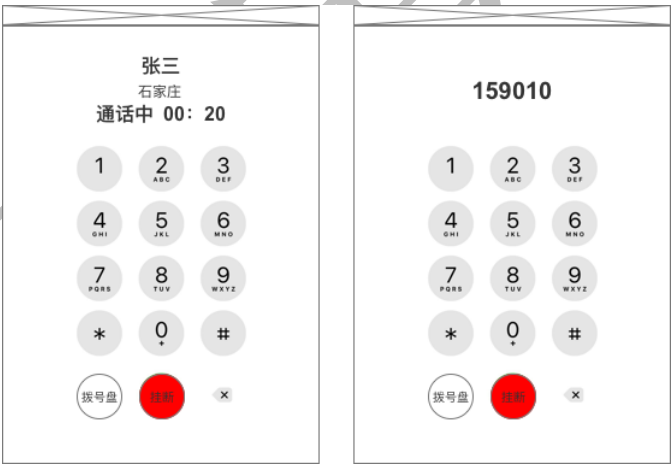 张三
石家庄
通话中 00：20
1 2 3
ABC DEF
4 5 6
GHI JKL MNO
7 8 9
PQRS TUV WXYZ
* 0 #
+
拨号盘 挂断 ×
159010
1 2 3
ABC DEF
4 5 6
GHI JKL MNO
7 8 9
PQRS TUV WXYZ
* 0 #
+
拨号盘 挂断 ×